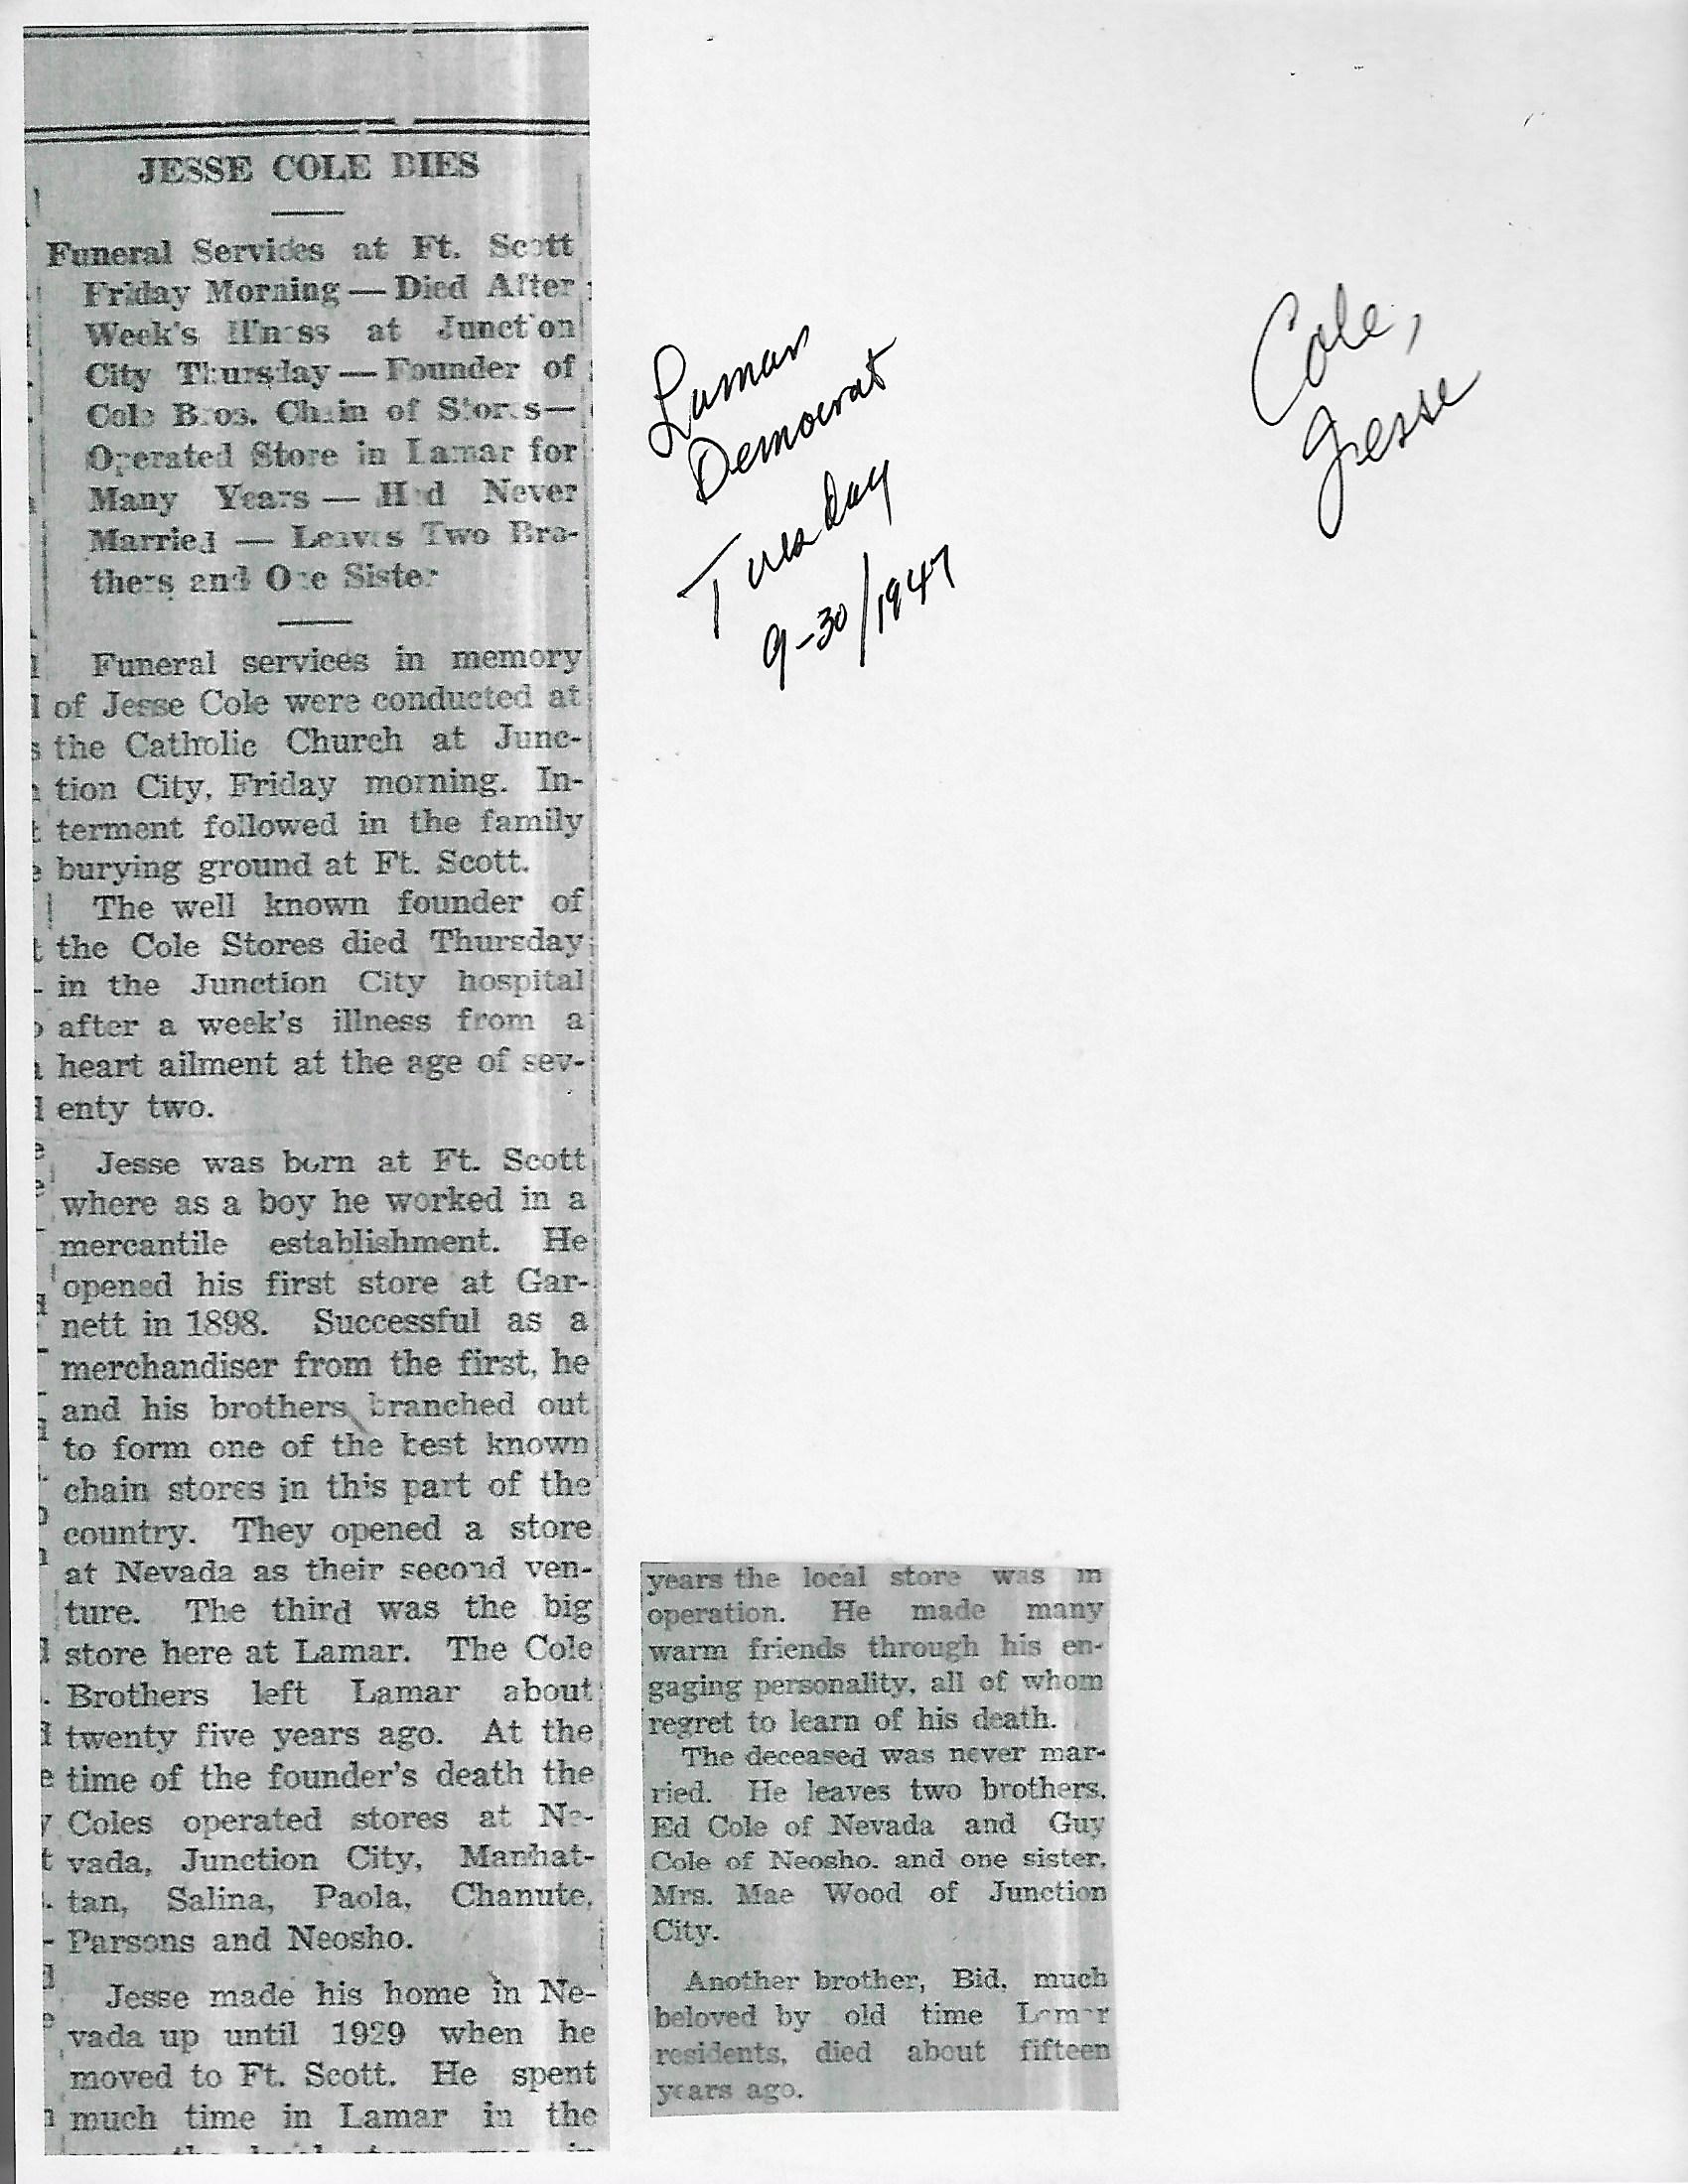 JESSE COLE DIES
Funeral Services at Ft. Scott
Friday Morning — Died After
Week's Illness at Junction
City Thursday — Founder of
Cole Bros. Chain of Stores—
Operated Store in Lamar for
Many Years — Had Never
Married — Leaves Two Bro-
thers and One Sister
Funeral services in memory
of Jesse Cole were conducted at
the Catholic Church at Junc-
tion City, Friday morning. In-
terment followed in the family
burying ground at Ft. Scott.
The well known founder of
the Cole Stores died Thursday
in the Junction City hospital
after a week's illness from a
heart ailment at the age of sev-
enty two.
Jesse was born at Ft. Scott
where as a boy he worked in a
mercantile establishment. He
opened his first store at Gar-
nett in 1898. Successful as a
merchandiser from the first, he
and his brothers branched out
to form one of the best known
chain stores in this part of the
country. They opened a store
at Nevada as their second ven-
ture. The third was the big
store here at Lamar. The Cole
Brothers left Lamar about
twenty five years ago. At the
time of the founder's death the
Coles operated stores at Ne-
vada, Junction City, Manhat-
tan, Salina, Paola, Chanute,
Parsons and Neosho.
Jesse made his home in Ne-
vada up until 1929 when he
moved to Ft. Scott. He spent
much time in Lamar in the
years the local store was in
operation. He made many
warm friends through his en-
gaging personality, all of whom
regret to learn of his death.
The deceased was never mar-
ried. He leaves two brothers,
Ed Cole of Nevada and Guy
Cole of Neosho, and one sister,
Mrs. Mae Wood of Junction
City.
Another brother, Bid, much
beloved by old time Lamar
residents, died about fifteen
years ago.
Lamar
Democrat
Tuesday
9-30/1947
Cole,
Jesse